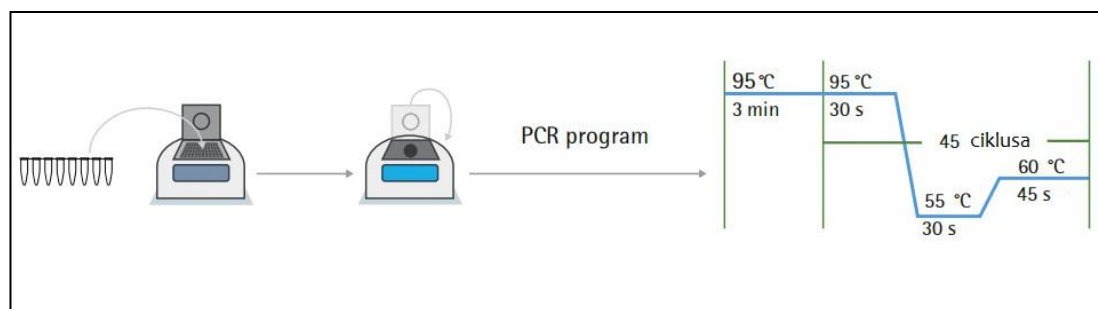 PCR program
95 °C
3 min
95 °C
30 s
45 ciklusa
55 °C
30 s
60 °C
45 s